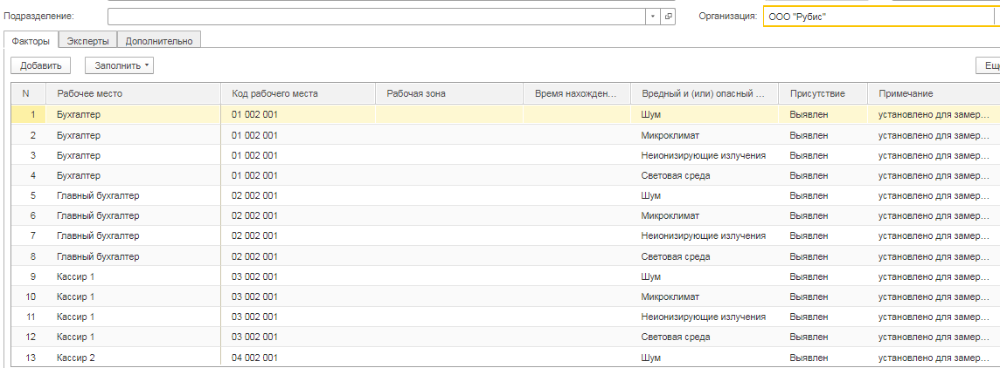 Подразделение: Организация: ООО "Рубис"
Факторы Эксперты Дополнительно
Добавить Заполнить Ещ
N Рабочее место Код рабочего места Рабочая зона Время нахожден... Вредный и (или) опасный ... Присутствие Примечание
1 Бухгалтер 01 002 001 Шум Выявлен установлено для замер...
2 Бухгалтер 01 002 001 Микроклимат Выявлен установлено для замер...
3 Бухгалтер 01 002 001 Неионизирующие излучения Выявлен установлено для замер...
4 Бухгалтер 01 002 001 Световая среда Выявлен установлено для замер...
5 Главный бухгалтер 02 002 001 Шум Выявлен установлено для замер...
6 Главный бухгалтер 02 002 001 Микроклимат Выявлен установлено для замер...
7 Главный бухгалтер 02 002 001 Неионизирующие излучения Выявлен установлено для замер...
8 Главный бухгалтер 02 002 001 Световая среда Выявлен установлено для замер...
9 Кассир 1 03 002 001 Шум Выявлен установлено для замер...
10 Кассир 1 03 002 001 Микроклимат Выявлен установлено для замер...
11 Кассир 1 03 002 001 Неионизирующие излучения Выявлен установлено для замер...
12 Кассир 1 03 002 001 Световая среда Выявлен установлено для замер...
13 Кассир 2 04 002 001 Шум Выявлен установлено для замер...